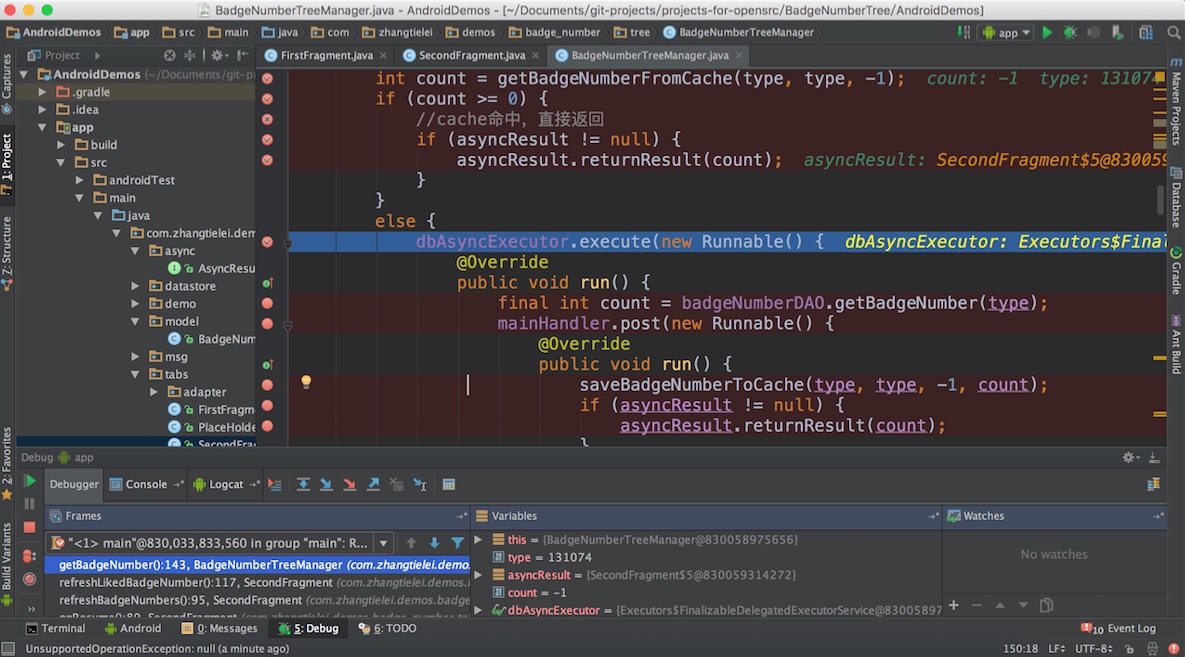 BadgeNumberTreeManager.java - AndroidDemos - [~/Documents/git-projects/projects-for-opensrc/BadgeNumberTree/AndroidDemos]
AndroidDemos app src main java com zhangtielei demos badge_number tree BadgeNumberTreeManager app
Project FirstFragment.java SecondFragment.java BadgeNumberTreeManager.java
Captures
1: Project
Z: Structure
2: Favorites
Build Variants
AndroidDemos (~/Documents/git-p
.gradle
.idea
app
build
src
androidTest
main
java
com.zhangtielei.dem
async
AsyncResu
datastore
demo
model
BadgeNum
msg
tabs
adapter
FirstFragm
PlaceHolde
SecondFra
int count = getBadgeNumberFromCache(type, type, -1); count: -1 type: 131074
if (count >= 0) {
//cache命中，直接返回
if (asyncResult != null) {
asyncResult.returnResult(count); asyncResult: SecondFragment$5@830059
}
}
else {
dbAsyncExecutor.execute(new Runnable() { dbAsyncExecutor: Executors$Final
@Override
public void run() {
final int count = badgeNumberDAO.getBadgeNumber(type);
mainHandler.post(new Runnable() {
@Override
public void run() {
saveBadgeNumberToCache(type, type, -1, count);
if (asyncResult != null) {
asyncResult.returnResult(count);
}
m Maven Projects
Database
Gradle
Ant Build
Debug app
Debugger Console Logcat
Frames
"<1> main"@830,033,833,560 in group "main": R...
getBadgeNumber():143, BadgeNumberTreeManager (com.zhangtielei.demos.
refreshLikedBadgeNumber():117, SecondFragment (com.zhangtielei.demos.
refreshBadgeNumbers():95, SecondFragment (com.zhangtielei.demos.badge
Variables
this = {BadgeNumberTreeManager@830058975656}
type = 131074
asyncResult = {SecondFragment$5@830059314272}
count = -1
dbAsyncExecutor = {Executors$FinalizableDelegatedExecutorService@8300589
Watches
No watches
Terminal Android 0: Messages 5: Debug 6: TODO 10 Event Log
UnsupportedOperationException: null (a minute ago) 150:18 LF UTF-8